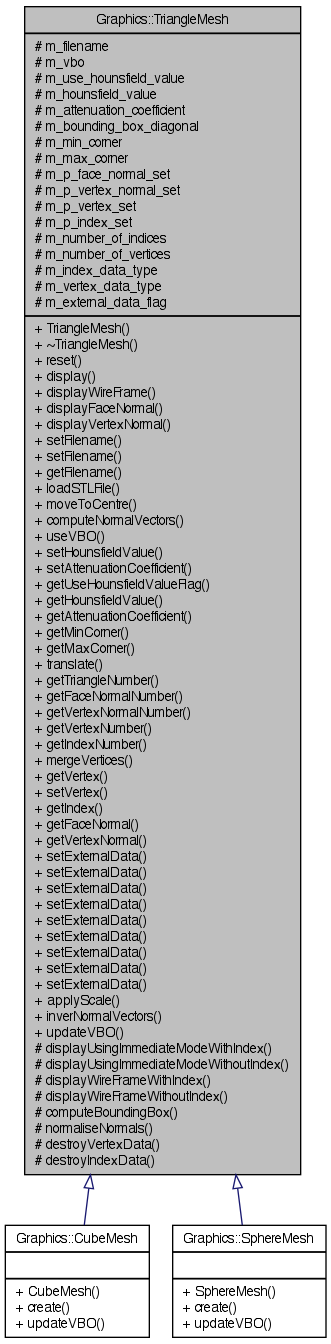 Graphics::TriangleMesh
# m_filename
# m_vbo
# m_use_hounsfield_value
# m_hounsfield_value
# m_attenuation_coefficient
# m_bounding_box_diagonal
# m_min_corner
# m_max_corner
# m_p_face_normal_set
# m_p_vertex_normal_set
# m_p_vertex_set
# m_p_index_set
# m_number_of_indices
# m_number_of_vertices
# m_index_data_type
# m_vertex_data_type
# m_external_data_flag
+ TriangleMesh()
+ ~TriangleMesh()
+ reset()
+ display()
+ displayWireFrame()
+ displayFaceNormal()
+ displayVertexNormal()
+ setFilename()
+ setFilename()
+ getFilename()
+ loadSTLFile()
+ moveToCentre()
+ computeNormalVectors()
+ useVBO()
+ setHounsfieldValue()
+ setAttenuationCoefficient()
+ getUseHounsfieldValueFlag()
+ getHounsfieldValue()
+ getAttenuationCoefficient()
+ getMinCorner()
+ getMaxCorner()
+ translate()
+ getTriangleNumber()
+ getFaceNormalNumber()
+ getVertexNormalNumber()
+ getVertexNumber()
+ getIndexNumber()
+ mergeVertices()
+ getVertex()
+ setVertex()
+ getIndex()
+ getFaceNormal()
+ getVertexNormal()
+ setExternalData()
+ setExternalData()
+ setExternalData()
+ setExternalData()
+ setExternalData()
+ setExternalData()
+ setExternalData()
+ setExternalData()
+ setExternalData()
+ applyScale()
+ inverNormalVectors()
+ updateVBO()
# displayUsingImmediateModeWithIndex()
# displayUsingImmediateModeWithoutIndex()
# displayWireFrameWithIndex()
# displayWireFrameWithoutIndex()
# computeBoundingBox()
# normaliseNormals()
# destroyVertexData()
# destroyIndexData()
Graphics::CubeMesh
+ CubeMesh()
+ create()
+ updateVBO()
Graphics::SphereMesh
+ SphereMesh()
+ create()
+ updateVBO()